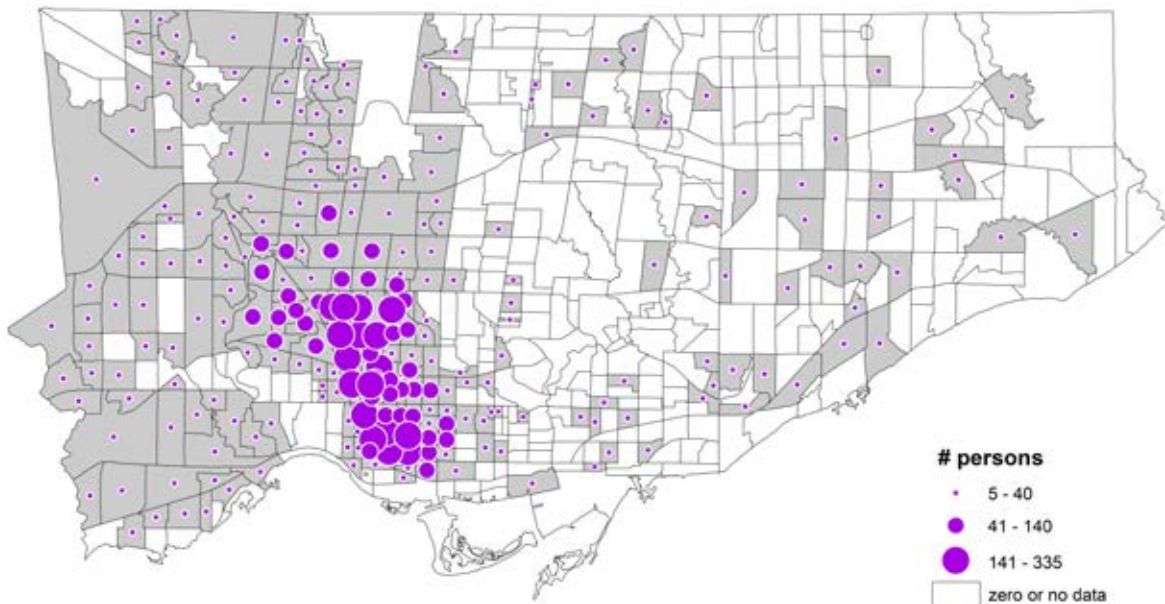 # persons
5 - 40
41 - 140
141 - 335
zero or no data